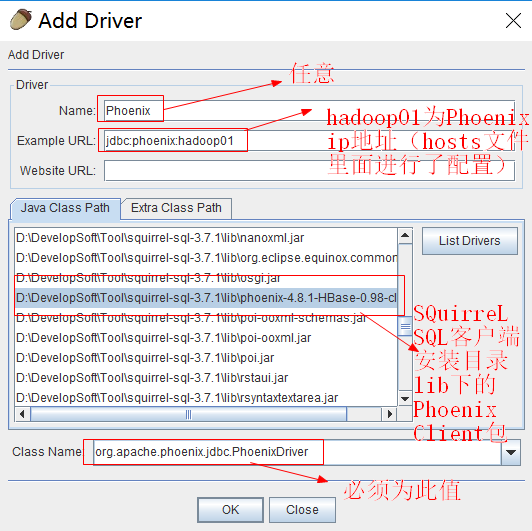 Add Driver
Add Driver
Driver
任意
Name: Phoenix
hadoop01为Phoenix
Example URL: jdbc:phoenix:hadoop01
ip地址（hosts文件
里面进行了配置）
Website URL:
Java Class Path
Extra Class Path
D:\DevelopSoft\Tool\squirrel-sql-3.7.1\lib\nanoxml.jar
List Drivers
D:\DevelopSoft\Tool\squirrel-sql-3.7.1\lib\org.eclipse.equinox.common
D:\DevelopSoft\Tool\squirrel-sql-3.7.1\lib\osgi.jar
D:\DevelopSoft\Tool\squirrel-sql-3.7.1\lib\phoenix-4.8.1-HBase-0.98-cl
D:\DevelopSoft\Tool\squirrel-sql-3.7.1\lib\poi-ooxml-schemas.jar
D:\DevelopSoft\Tool\squirrel-sql-3.7.1\lib\poi-ooxml.jar
D:\DevelopSoft\Tool\squirrel-sql-3.7.1\lib\poi.jar
D:\DevelopSoft\Tool\squirrel-sql-3.7.1\lib\rstaui.jar
D:\DevelopSoft\Tool\squirrel-sql-3.7.1\lib\rsyntaxtextarea.jar
SQuirreL
SQL客户端
安装目录
lib下的
Phoenix
Client包
Class Name: org.apache.phoenix.jdbc.PhoenixDriver
必须为此值
OK
Close